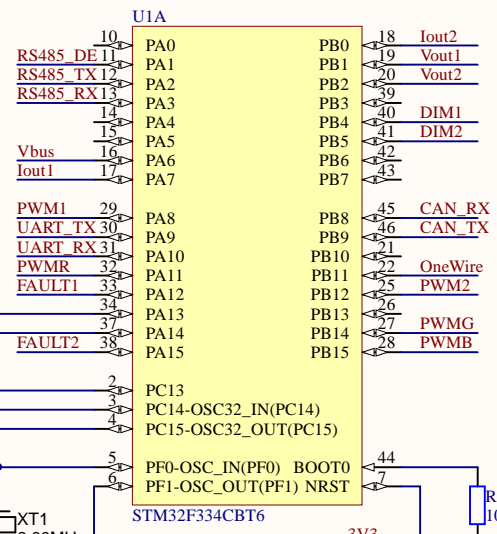 U1A
10 PA0 PB0 18 Iout2
RS485_DE 11 PA1 PB1 19 Vout1
RS485_TX 12 PA2 PB2 20 Vout2
RS485_RX 13 PA3 PB3 39
14 PA4 PB4 40 DIM1
15 PA5 PB5 41 DIM2
Vbus 16 PA6 PB6 42
Iout1 17 PA7 PB7 43
PWM1 29 PA8 PB8 45 CAN_RX
UART_TX 30 PA9 PB9 46 CAN_TX
UART_RX 31 PA10 PB10 21
PWMR 32 PA11 PB11 22 OneWire
FAULT1 33 PA12 PB12 25 PWM2
34 PA13 PB13 26
37 PA14 PB14 27 PWMG
FAULT2 38 PA15 PB15 28 PWMB
2 PC13
3 PC14-OSC32_IN(PC14)
4 PC15-OSC32_OUT(PC15)
5 PF0-OSC_IN(PF0) BOOT0 44
6 PF1-OSC_OUT(PF1) NRST 7
STM32F334CBT6
XT1
3V3